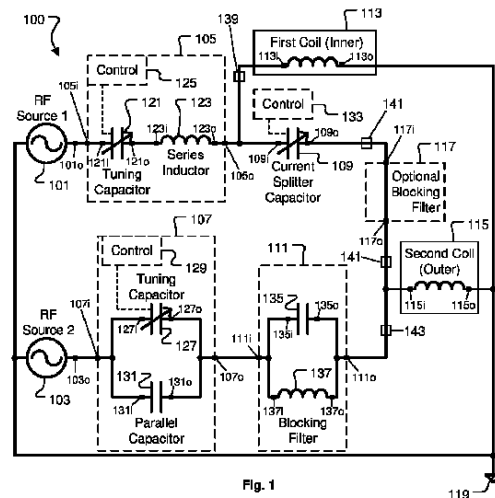 100
105
139
113
First Coil (Inner)
113i
113o
Control
125
105i
121
123
Control
133
141
RF
Source 1
123i
123o
109o
117i
117
101o
121i
121o
109i
109
101
Tuning
Capacitor
Series
Inductor
105o
Current
Splitter
Capacitor
Optional
Blocking
Filter
107
117o
115
Control
129
111
141
Second Coil
(Outer)
Tuning
Capacitor
135
115i
115o
RF
Source 2
107i
127i
127o
127
111i
135i
135o
143
103o
131
137
103
131i
131o
107o
137i
137o
111o
Parallel
Capacitor
Blocking
Filter
Fig. 1
119